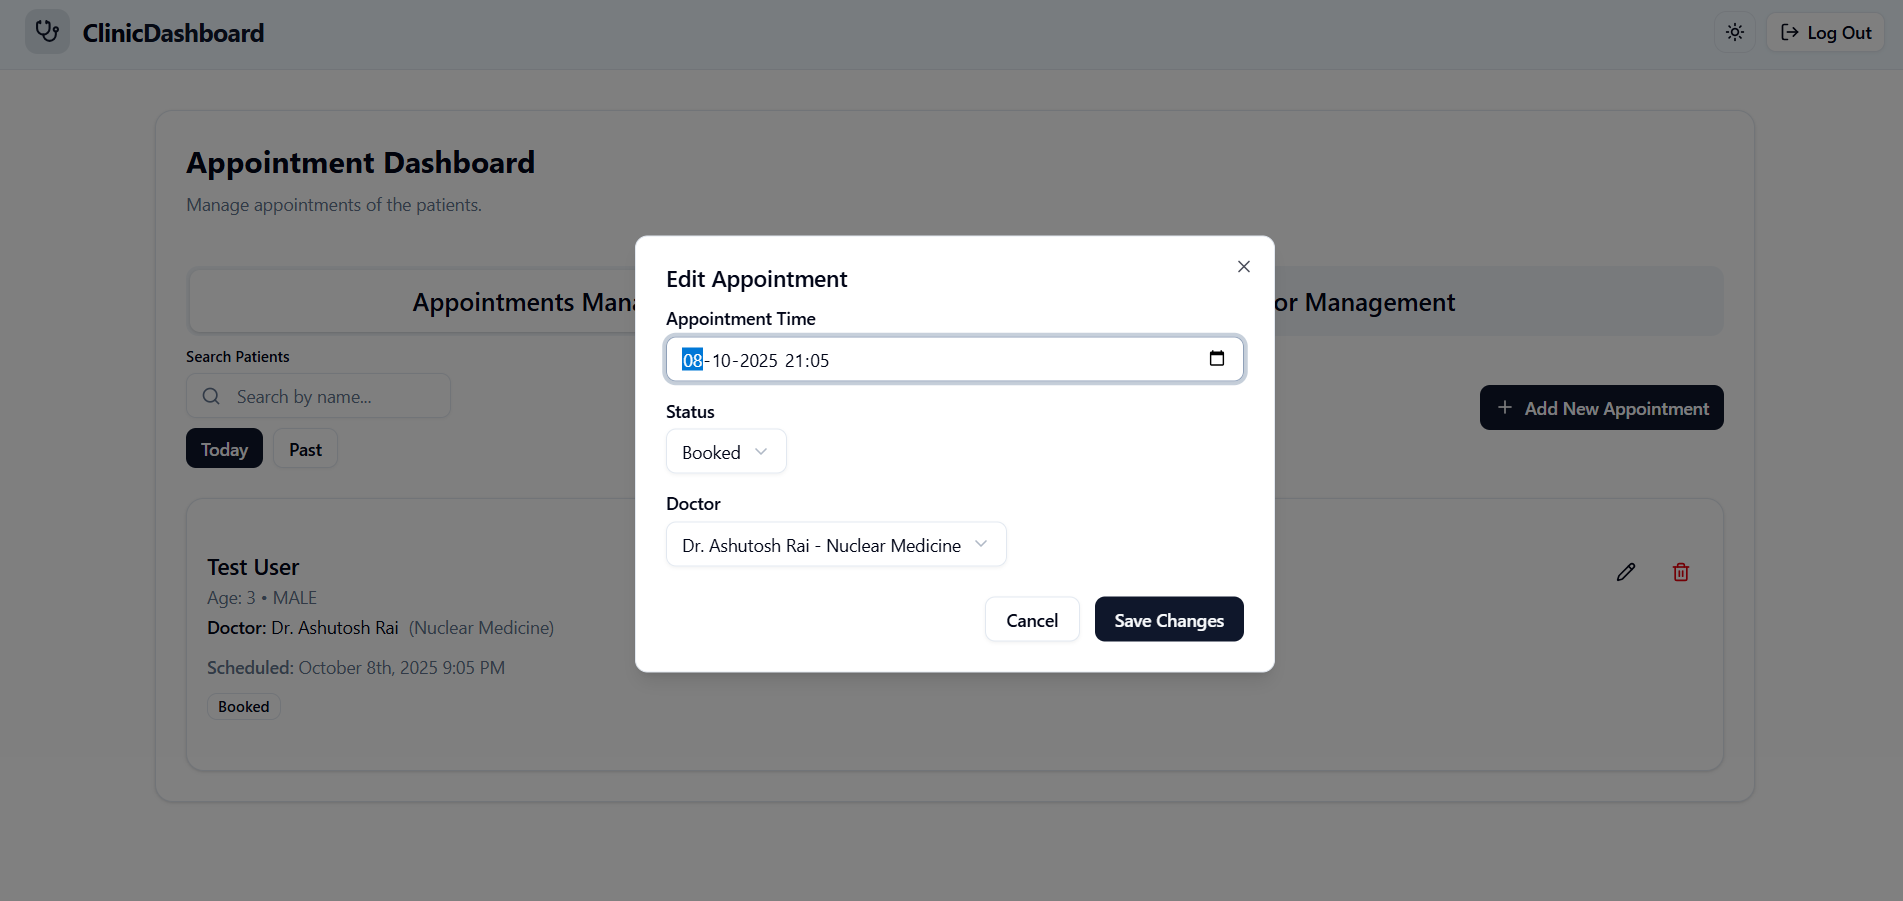 ClinicDashboard
Log Out
Appointment Dashboard
Manage appointments of the patients.
Appointments Mana
or Management
Search Patients
Search by name...
Today
Past
Add New Appointment
Test User
Age: 3 • MALE
Doctor: Dr. Ashutosh Rai (Nuclear Medicine)
Scheduled: October 8th, 2025 9:05 PM
Booked
Edit Appointment
Appointment Time
08-10-2025 21:05
Status
Booked
Doctor
Dr. Ashutosh Rai - Nuclear Medicine
Cancel
Save Changes